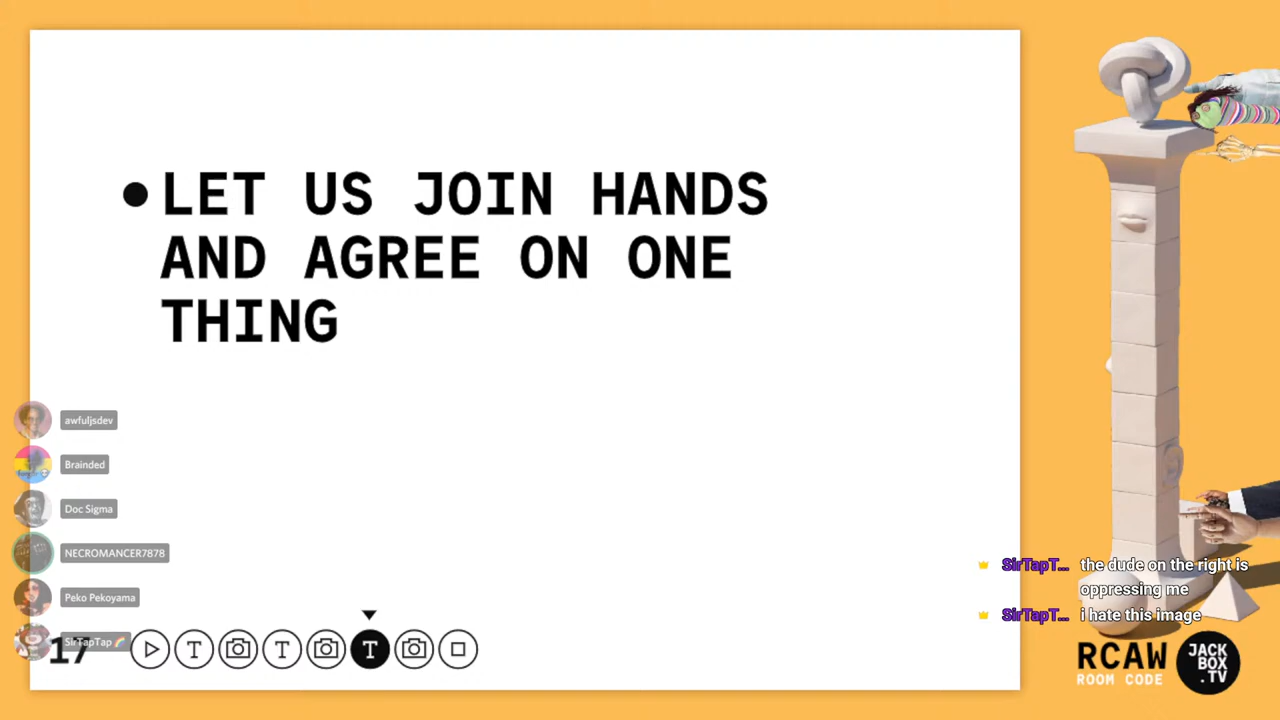 LET US JOIN HANDS
AND AGREE ON ONE
THING
awfuljsdev
Brainded
Doc Sigma
NECROMANCER7878
Peko Pekoyama
SirTapTap
17
T
T
T
SirTapT... the dude on the right is
oppressing me
SirTapT... i hate this image
RCAW
ROOM CODE
JACK
BOX
.TV